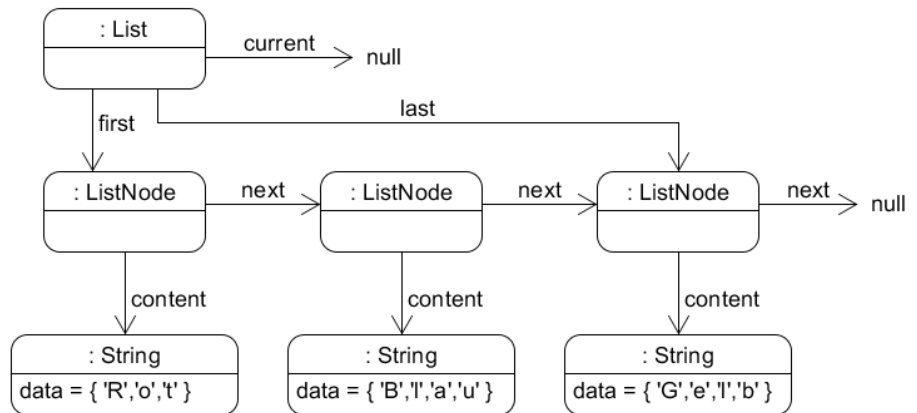 : List
current
null
first
last
: ListNode
next
: ListNode
next
: ListNode
next
null
content
content
content
: String
data = { 'R','o','t' }
: String
data = { 'B','l','a','u' }
: String
data = { 'G','e','l','b' }